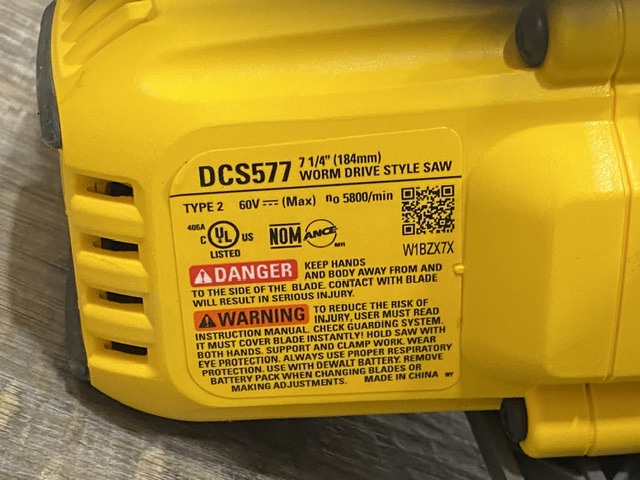 DCS577 7 1/4" (184mm)
WORM DRIVE STYLE SAW
TYPE 2 60V ⎓ (Max) n₀ 5800/min
406A
C UL US
LISTED
NOM ANCE
MR
W1BZX7X
DANGER KEEP HANDS
AND BODY AWAY FROM AND
TO THE SIDE OF THE BLADE. CONTACT WITH BLADE
WILL RESULT IN SERIOUS INJURY.
WARNING TO REDUCE THE RISK OF
INJURY, USER MUST READ
INSTRUCTION MANUAL. CHECK GUARDING SYSTEM.
IT MUST COVER BLADE INSTANTLY! HOLD SAW WITH
BOTH HANDS. SUPPORT AND CLAMP WORK. WEAR
EYE PROTECTION. ALWAYS USE PROPER RESPIRATORY
PROTECTION. USE WITH DEWALT BATTERY. REMOVE
BATTERY PACK WHEN CHANGING BLADES OR
MAKING ADJUSTMENTS. MADE IN CHINA